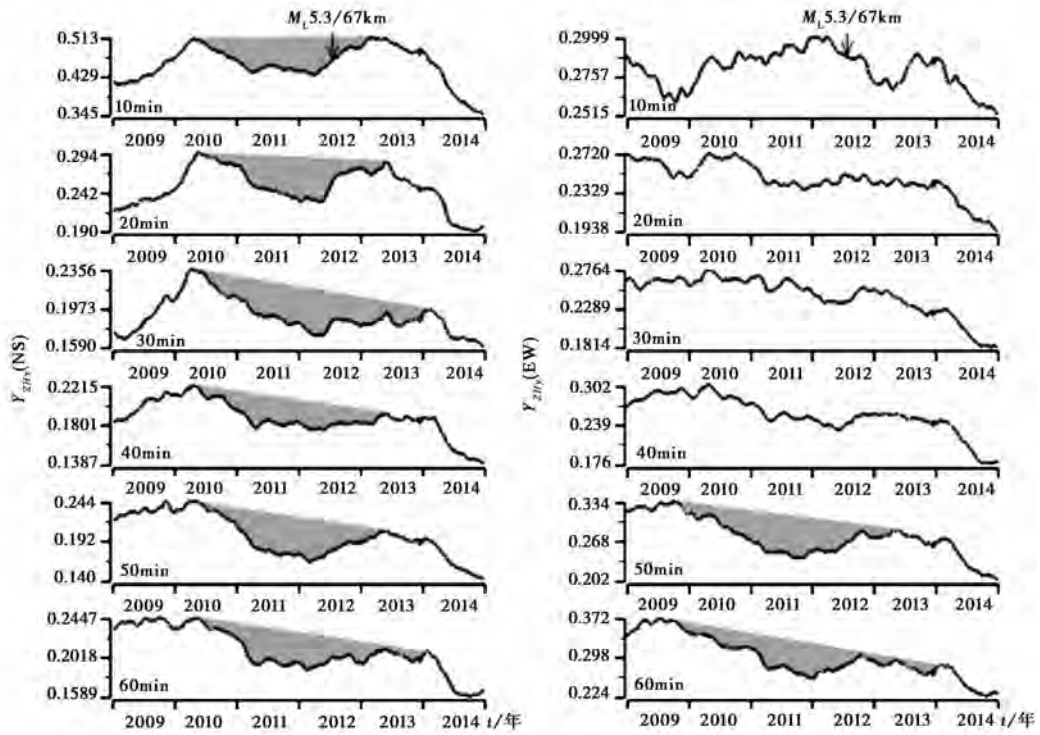 M_L5.3/67km
0.513
0.429
0.345
10min
2009 2010 2011 2012 2013 2014
0.294
0.242
0.190
20min
2009 2010 2011 2012 2013 2014
0.2356
0.1973
0.1590
30min
2009 2010 2011 2012 2013 2014
0.2215
0.1801
0.1387
40min
2009 2010 2011 2012 2013 2014
0.244
0.192
0.140
50min
2009 2010 2011 2012 2013 2014
0.2447
0.2018
0.1589
60min
2009 2010 2011 2012 2013 2014 t/年
Y_ZHy(NS)
M_L5.3/67km
0.2999
0.2757
0.2515
10min
2009 2010 2011 2012 2013 2014
0.2720
0.2329
0.1938
20min
2009 2010 2011 2012 2013 2014
0.2764
0.2289
0.1814
30min
2009 2010 2011 2012 2013 2014
0.302
0.239
0.176
40min
2009 2010 2011 2012 2013 2014
0.334
0.268
0.202
50min
2009 2010 2011 2012 2013 2014
0.372
0.298
0.224
60min
2009 2010 2011 2012 2013 2014 t/年
Y_ZHy(EW)